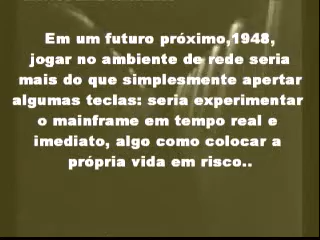 Em um futuro próximo,1948,
jogar no ambiente de rede seria
mais do que simplesmente apertar
algumas teclas: seria experimentar
o mainframe em tempo real e
imediato, algo como colocar a
própria vida em risco..